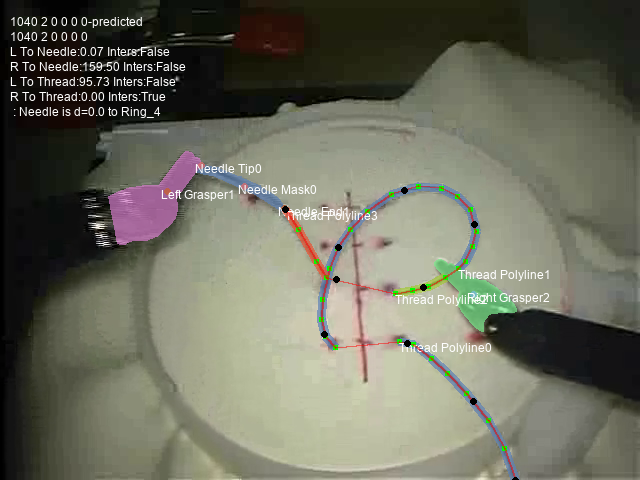 1040 2 0 0 0 0-predicted
1040 2 0 0 0 0
L To Needle:0.07 Inters:False
R To Needle:159.50 Inters:False
L To Thread:95.73 Inters:False
R To Thread:0.00 Inters:True
: Needle is d=0.0 to Ring_4
Needle Tip0
Needle Mask0
Left Grasper1
Needle End1
Thread Polyline3
Thread Polyline1
Thread Polyline2
Right Grasper2
Thread Polyline0